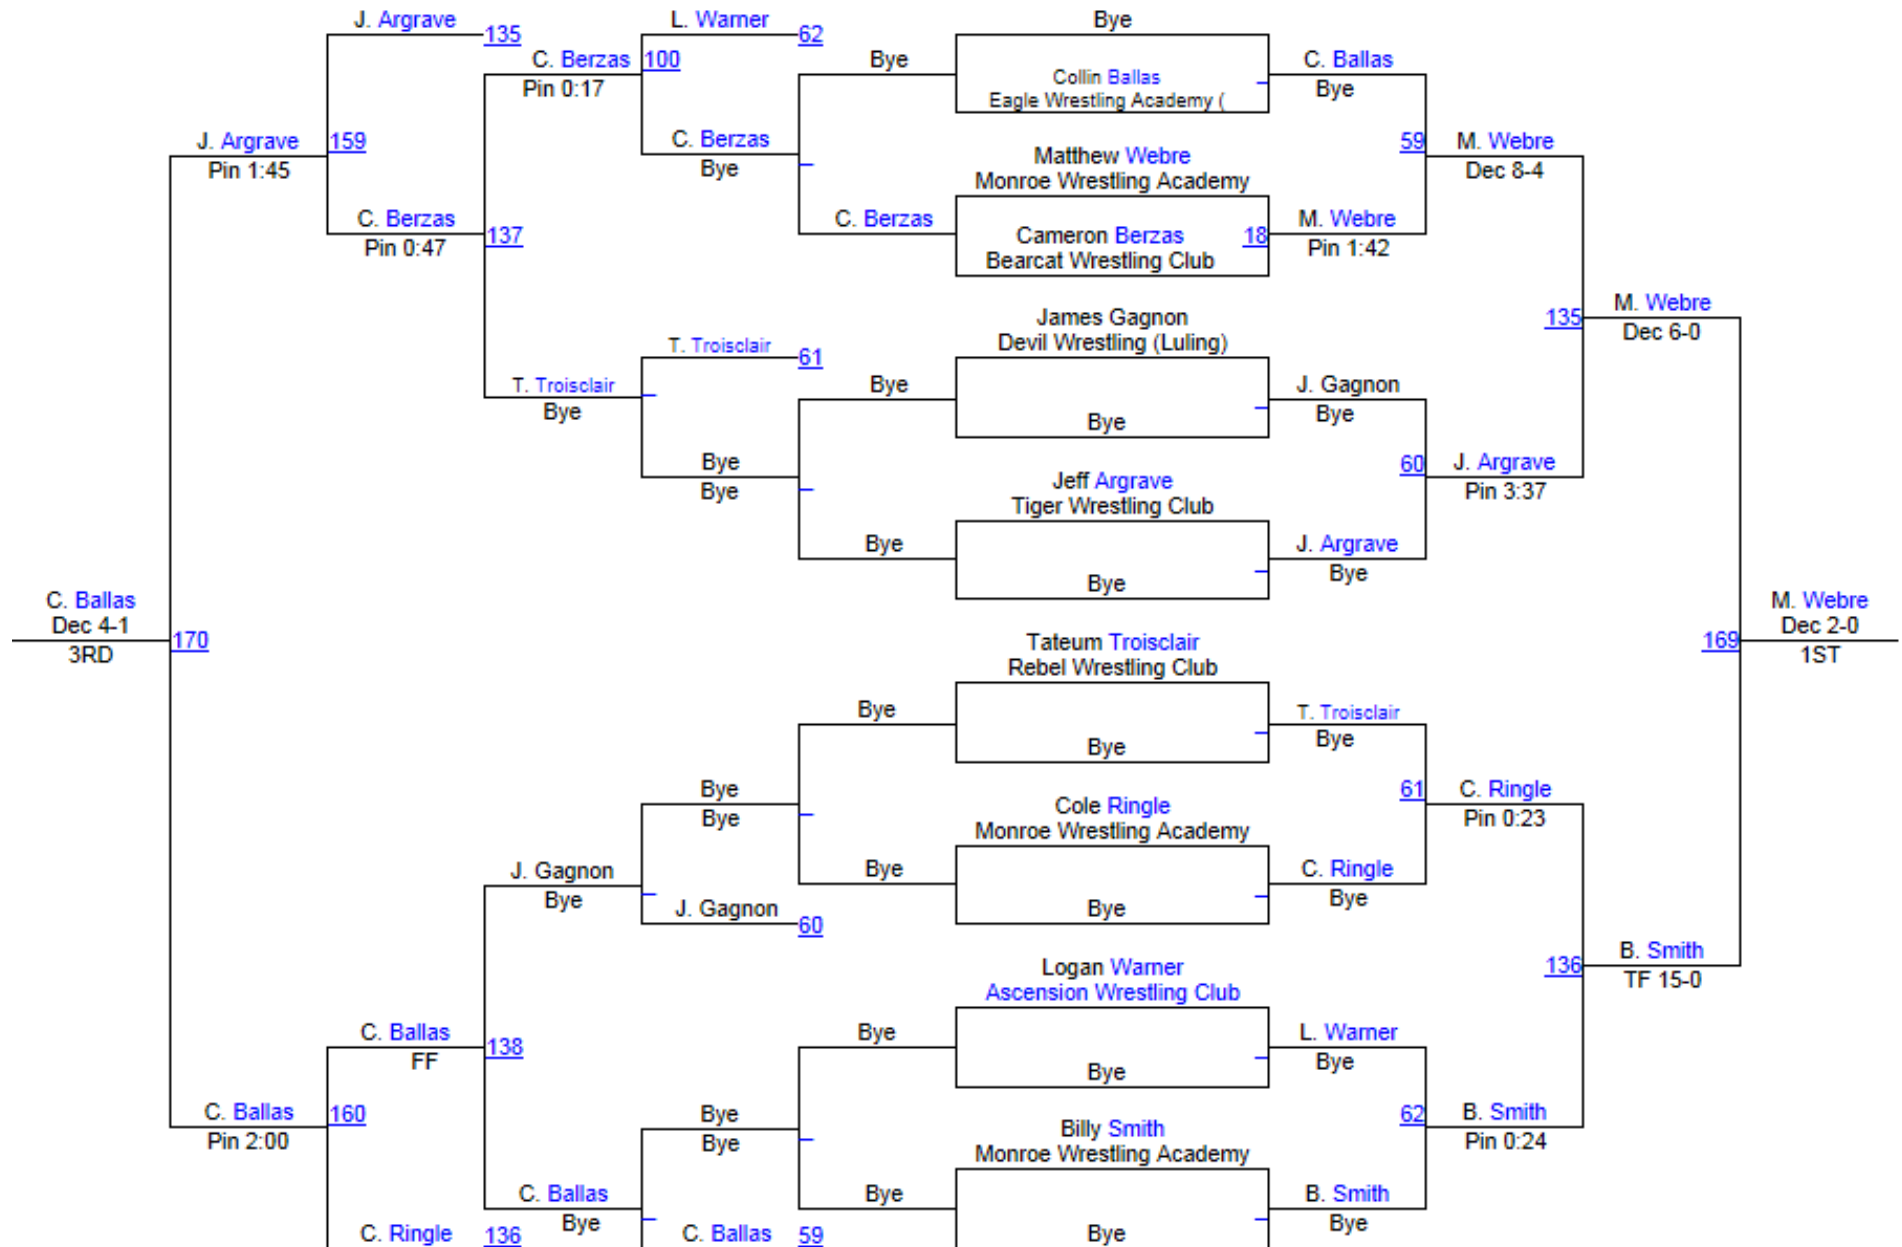 J. Argrave
135
L. Warner
62
Bye
C. Berzas
100
Pin 0:17
Bye
Collin Ballas
Eagle Wrestling Academy (
C. Ballas
Bye
J. Argrave
159
Pin 1:45
C. Berzas
Bye
Matthew Webre
Monroe Wrestling Academy
59
M. Webre
Dec 8-4
C. Berzas
137
Pin 0:47
C. Berzas
Cameron Berzas
18
Bearcat Wrestling Club
M. Webre
Pin 1:42
James Gagnon
Devil Wrestling (Luling)
135
M. Webre
Dec 6-0
T. Troisclair
61
T. Troisclair
Bye
Bye
Bye
J. Gagnon
Bye
Bye
Bye
Jeff Argrave
Tiger Wrestling Club
60
J. Argrave
Pin 3:37
Bye
Bye
J. Argrave
Bye
C. Ballas
Dec 4-1
3RD
170
Tateum Troisclair
Rebel Wrestling Club
169
M. Webre
Dec 2-0
1ST
Bye
Bye
T. Troisclair
Bye
Bye
Bye
Cole Ringle
Monroe Wrestling Academy
61
C. Ringle
Pin 0:23
J. Gagnon
Bye
Bye
Bye
C. Ringle
Bye
J. Gagnon
60
Logan Warner
Ascension Wrestling Club
136
B. Smith
TF 15-0
C. Ballas
138
FF
Bye
Bye
L. Warner
Bye
C. Ballas
160
Pin 2:00
Bye
Bye
Billy Smith
Monroe Wrestling Academy
62
B. Smith
Pin 0:24
C. Ballas
Bye
Bye
Bye
B. Smith
Bye
C. Ringle
136
C. Ballas
59